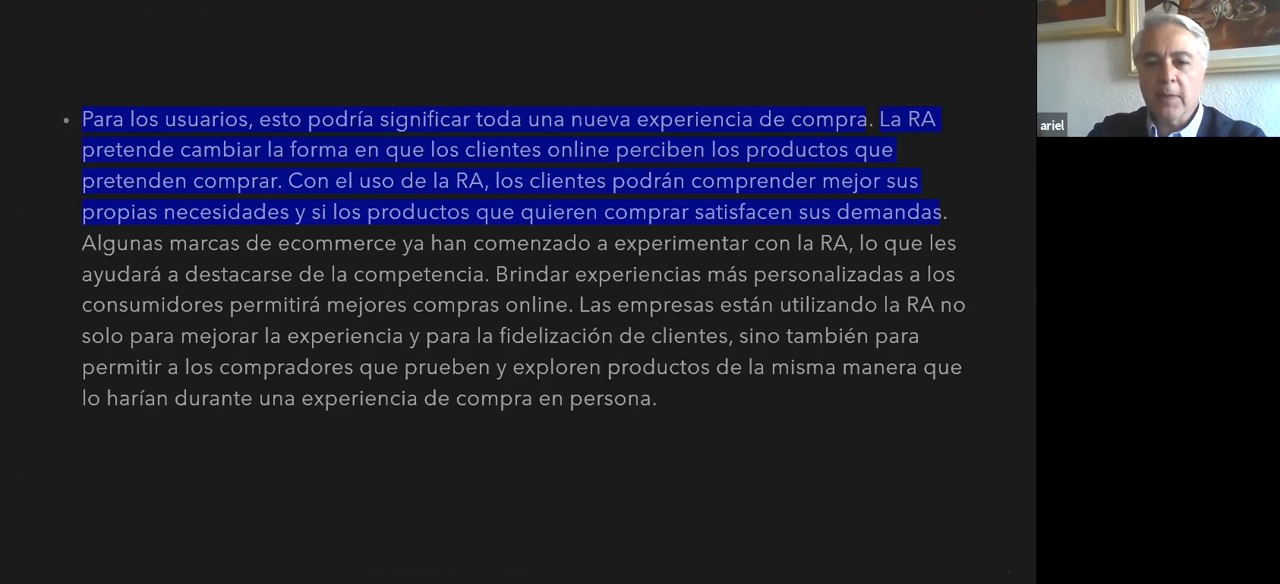 • Para los usuarios, esto podría significar toda una nueva experiencia de compra. La RA
pretende cambiar la forma en que los clientes online perciben los productos que
pretenden comprar. Con el uso de la RA, los clientes podrán comprender mejor sus
propias necesidades y si los productos que quieren comprar satisfacen sus demandas.
Algunas marcas de ecommerce ya han comenzado a experimentar con la RA, lo que les
ayudará a destacarse de la competencia. Brindar experiencias más personalizadas a los
consumidores permitirá mejores compras online. Las empresas están utilizando la RA no
solo para mejorar la experiencia y para la fidelización de clientes, sino también para
permitir a los compradores que prueben y exploren productos de la misma manera que
lo harían durante una experiencia de compra en persona.
ariel